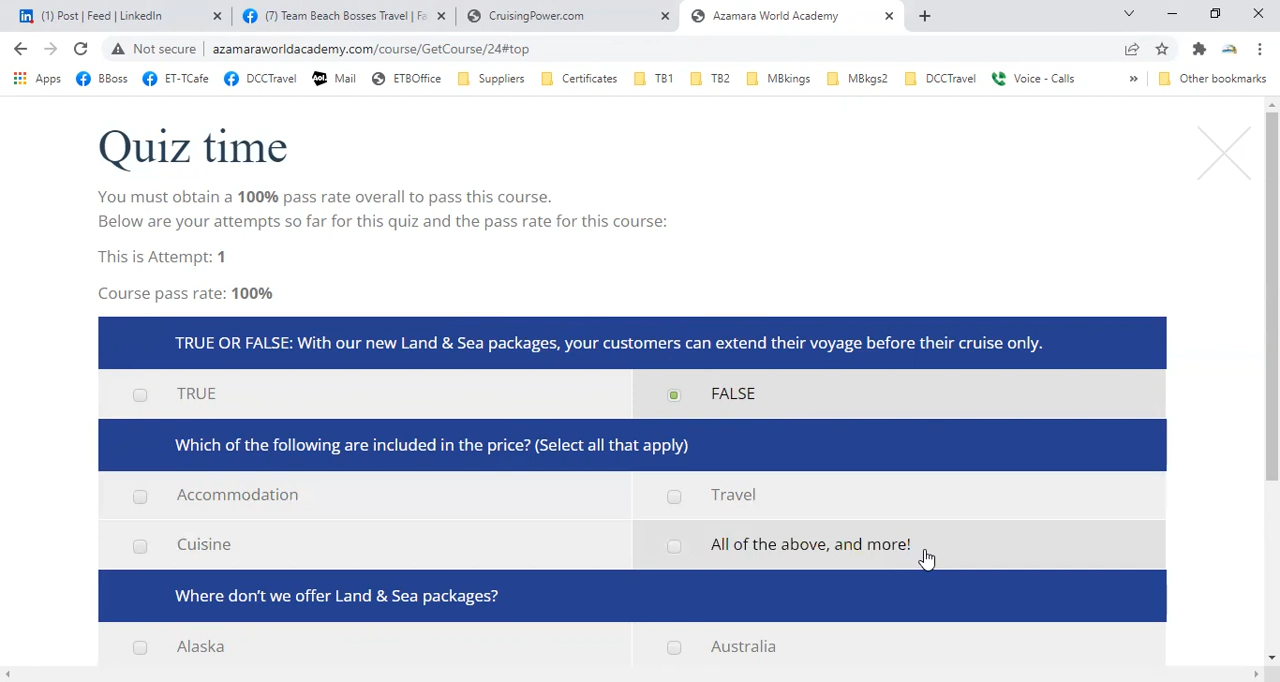 (1) Post | Feed | LinkedIn
(7) Team Beach Bosses Travel | Fa
CruisingPower.com
Azamara World Academy
Not secure
azamaraworldacademy.com/course/GetCourse/24#top
Apps
BBoss
ET-TCafe
DCCTravel
Aol. Mail
ETBOffice
Suppliers
Certificates
TB1
TB2
MBkings
MBkgs2
DCCTravel
Voice - Calls
»
Other bookmarks
Quiz time
You must obtain a 100% pass rate overall to pass this course.
Below are your attempts so far for this quiz and the pass rate for this course:
This is Attempt: 1
Course pass rate: 100%
TRUE OR FALSE: With our new Land & Sea packages, your customers can extend their voyage before their cruise only.
TRUE
FALSE
Which of the following are included in the price? (Select all that apply)
Accommodation
Travel
Cuisine
All of the above, and more!
Where don't we offer Land & Sea packages?
Alaska
Australia